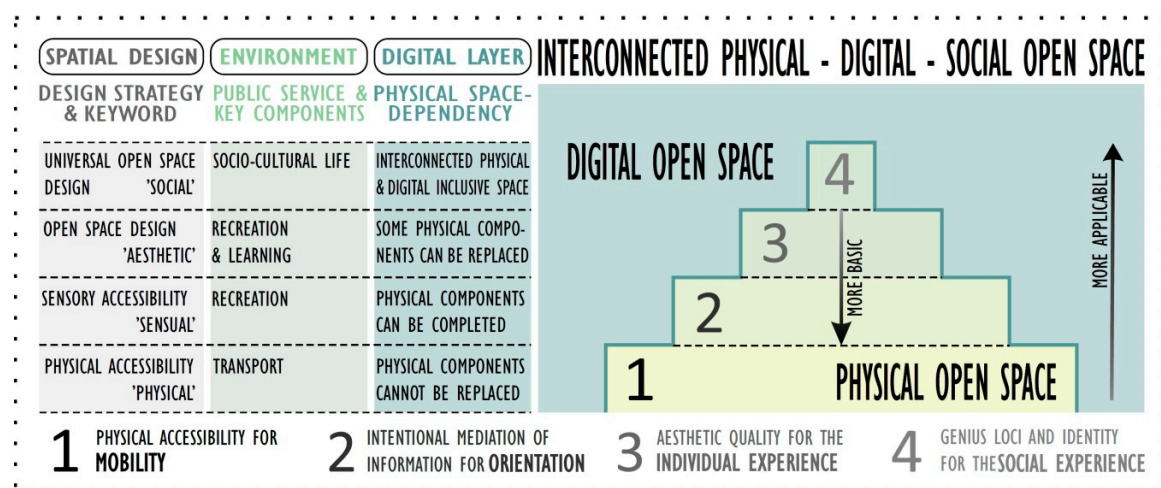 SPATIAL DESIGN
ENVIRONMENT
DIGITAL LAYER
INTERCONNECTED PHYSICAL - DIGITAL - SOCIAL OPEN SPACE
DESIGN STRATEGY
& KEYWORD
PUBLIC SERVICE &
KEY COMPONENTS
PHYSICAL SPACE-
DEPENDENCY
UNIVERSAL OPEN SPACE
DESIGN 'SOCIAL'
SOCIO-CULTURAL LIFE
INTERCONNECTED PHYSICAL
& DIGITAL INCLUSIVE SPACE
OPEN SPACE DESIGN
'AESTHETIC'
RECREATION
& LEARNING
SOME PHYSICAL COMPO-
NENTS CAN BE REPLACED
SENSORY ACCESSIBILITY
'SENSUAL'
RECREATION
PHYSICAL COMPONENTS
CAN BE COMPLETED
PHYSICAL ACCESSIBILITY
'PHYSICAL'
TRANSPORT
PHYSICAL COMPONENTS
CANNOT BE REPLACED
DIGITAL OPEN SPACE
4
3
2
1
MORE BASIC
PHYSICAL OPEN SPACE
MORE APPLICABLE
1 PHYSICAL ACCESSIBILITY FOR
MOBILITY
2 INTENTIONAL MEDIATION OF
INFORMATION FOR ORIENTATION
3 AESTHETIC QUALITY FOR THE
INDIVIDUAL EXPERIENCE
4 GENIUS LOCI AND IDENTITY
FOR THE SOCIAL EXPERIENCE